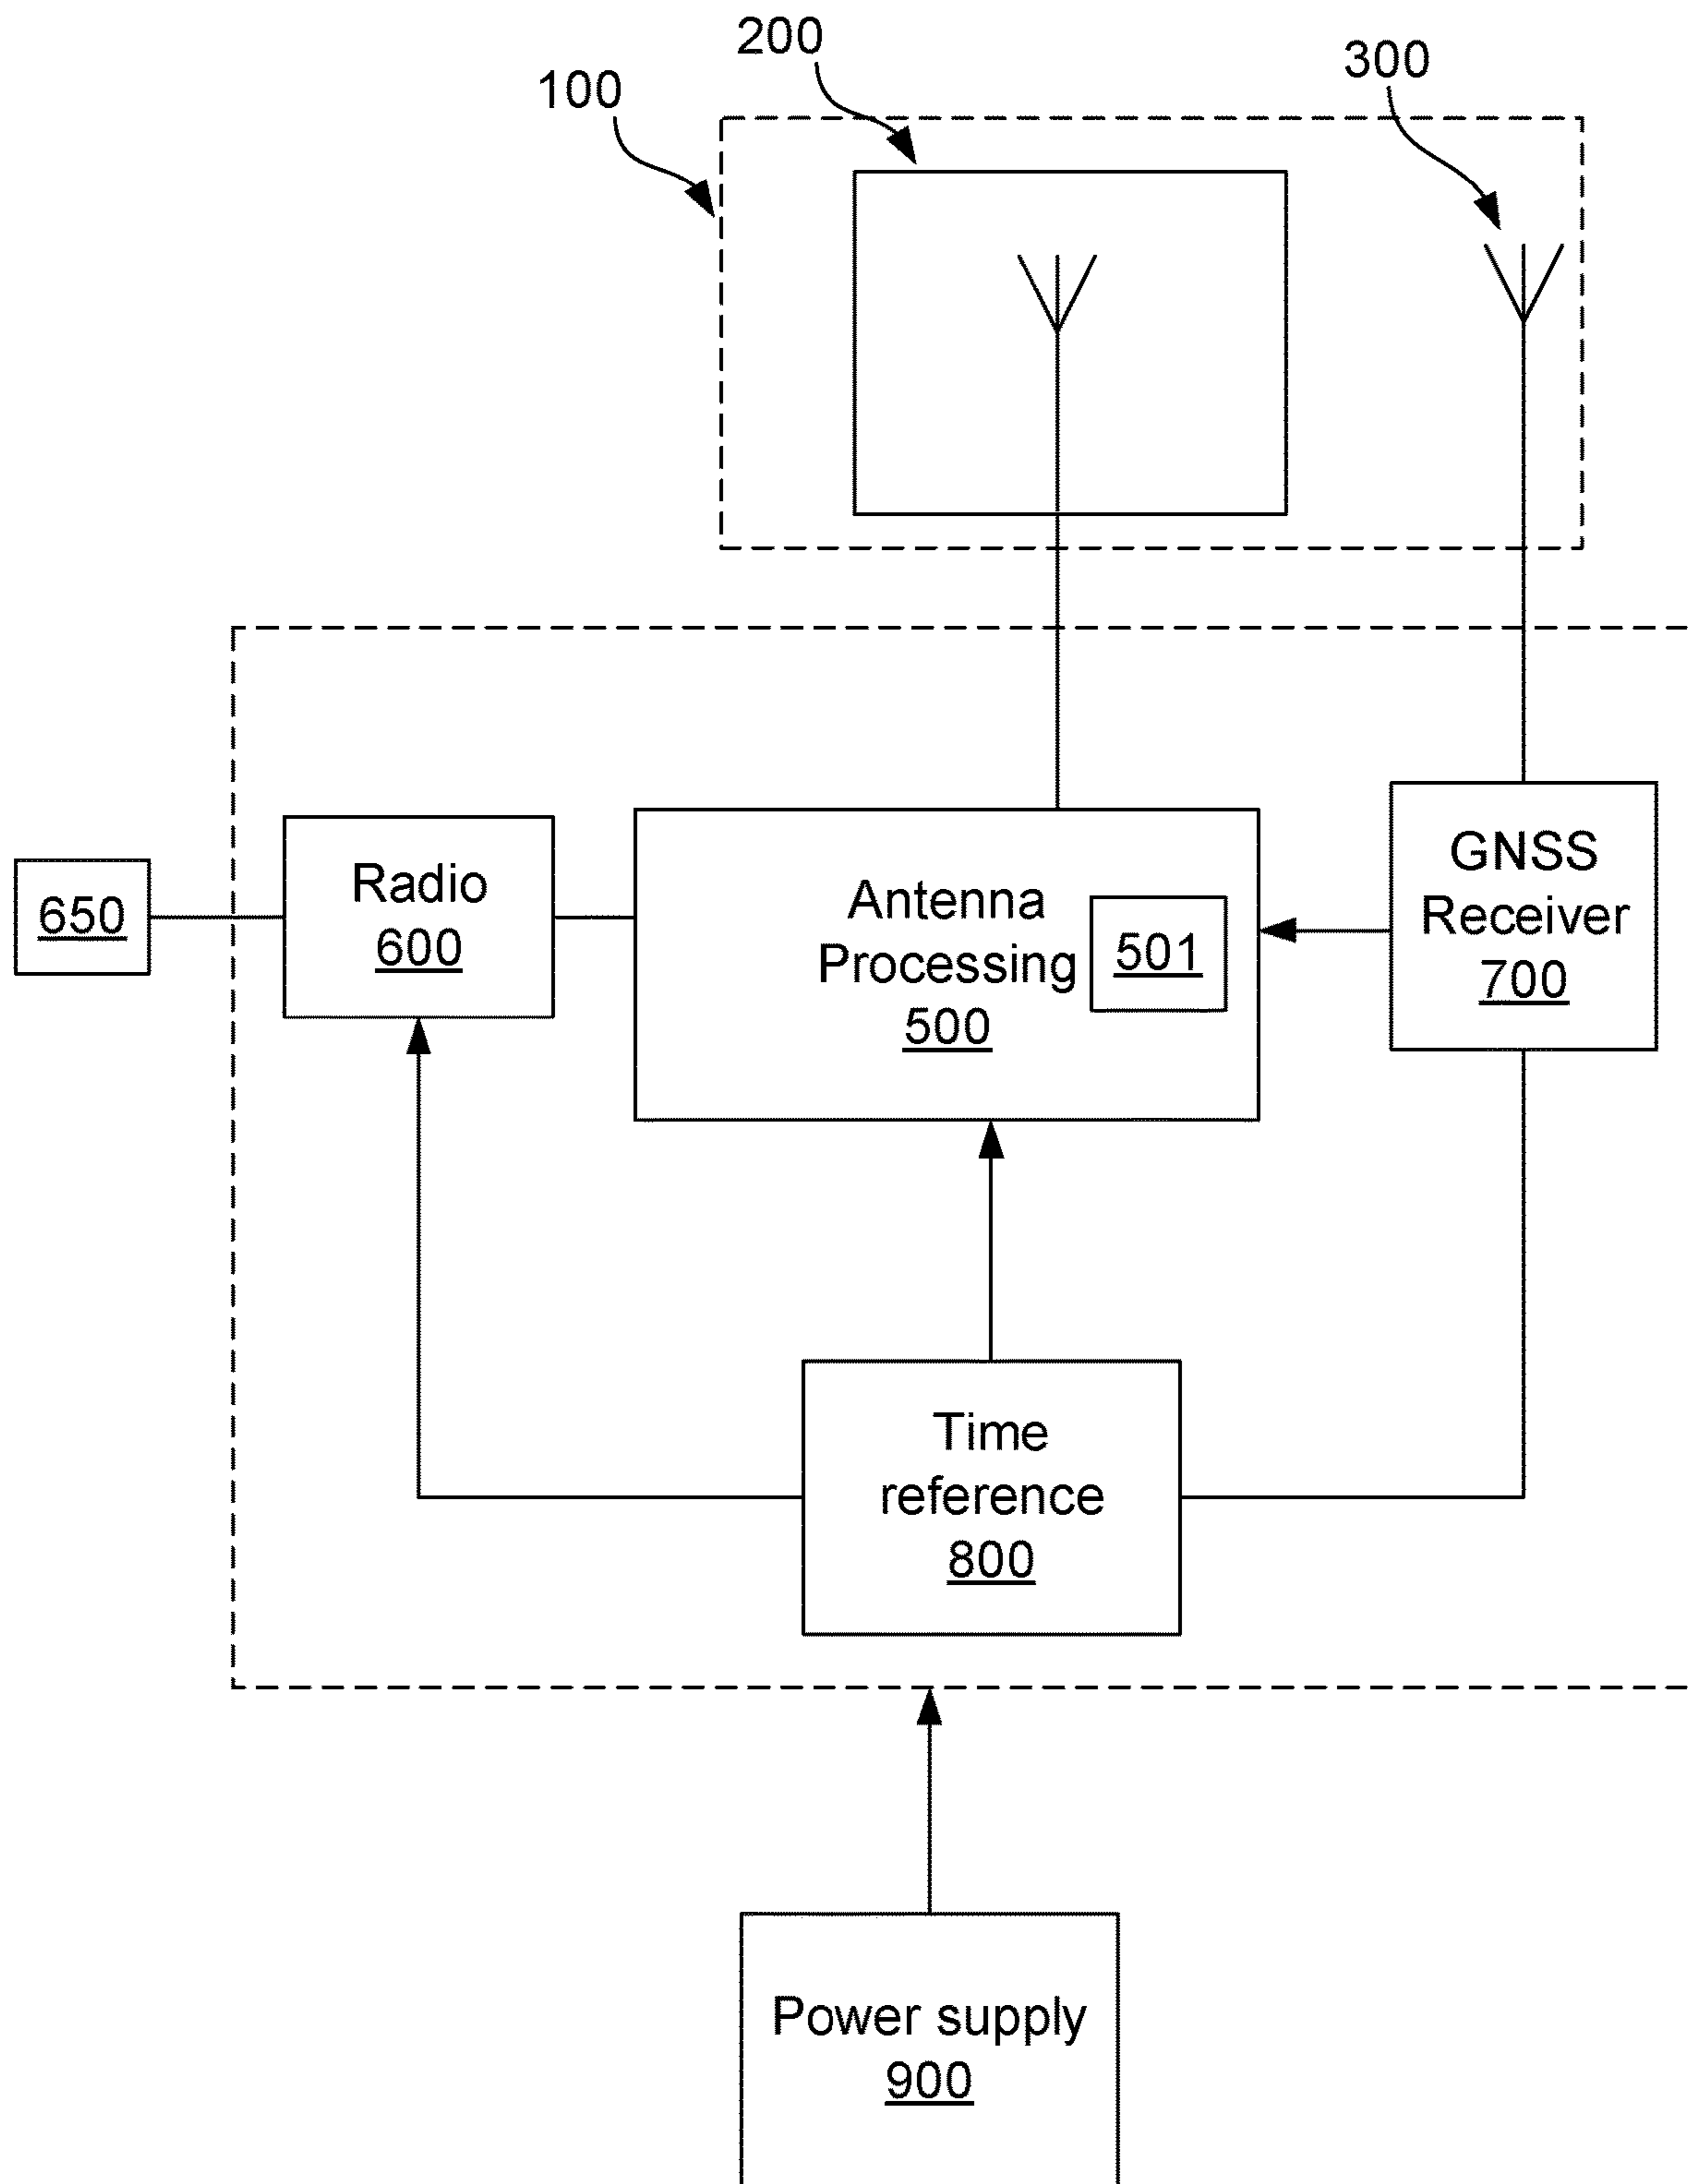 200
300
100
Radio
600
650
Antenna
Processing
500
501
GNSS
Receiver
700
Time
reference
800
Power supply
900